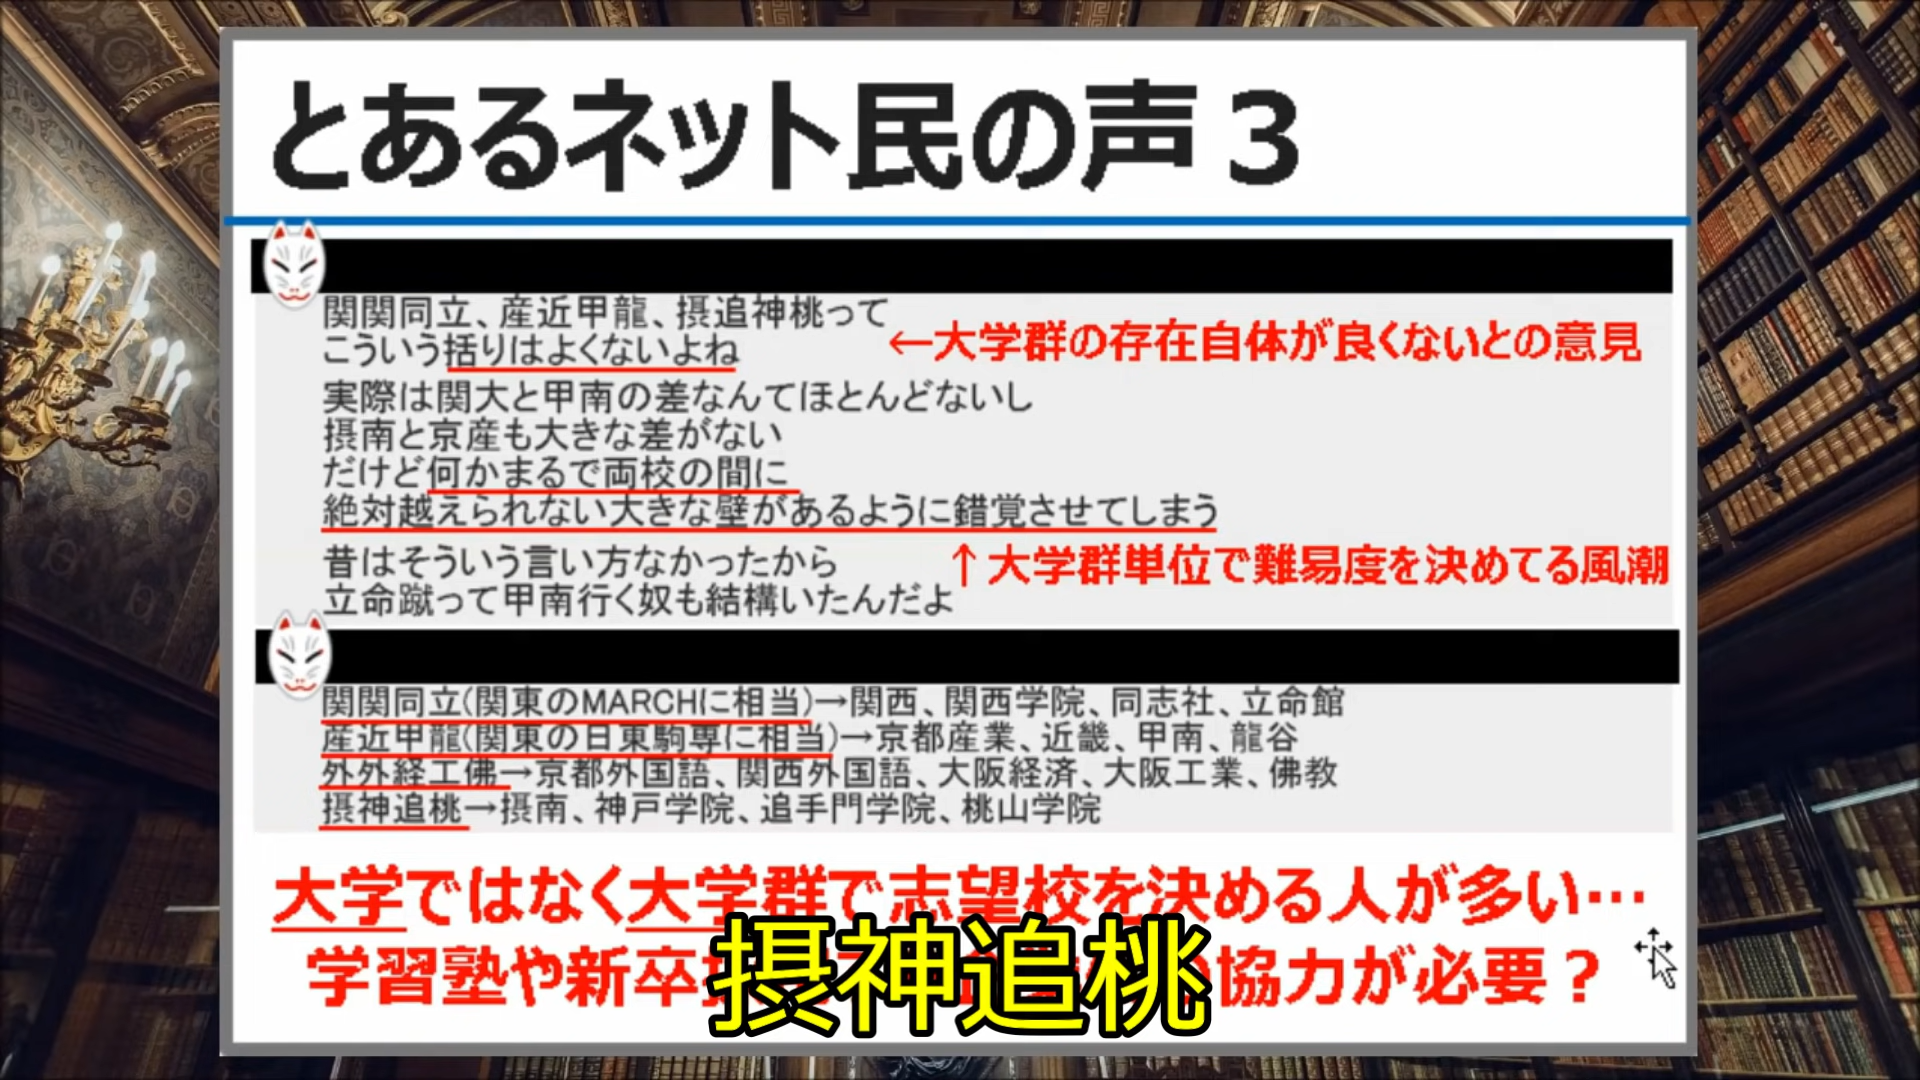 とあるネット民の声3
関関同立、産近甲龍、摂追神桃って
こういう括りはよくないよね
←大学群の存在自体が良くないとの意見
実際は関大と甲南の差なんてほとんどないし
摂南と京産も大きな差がない
だけど何かまるで両校の間に
絶対越えられない大きな壁があるように錯覚させてしまう
昔はそういう言い方なかったから
立命蹴って甲南行く奴も結構いたんだよ
↑大学群単位で難易度を決めてる風潮
関関同立(関東のMARCHに相当)→関西、関西学院、同志社、立命館
産近甲龍(関東の日東駒専に相当)→京都産業、近畿、甲南、龍谷
外外経工佛→京都外国語、関西外国語、大阪経済、大阪工業、佛教
摂神追桃→摂南、神戸学院、追手門学院、桃山学院
大学ではなく大学群で志望校を決める人が多い…
学習塾や新卒 協力が必要？
摂神追桃